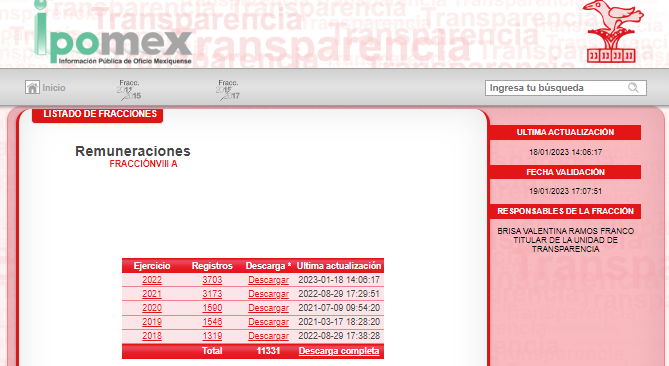 Transparencia
ipomex
Información Pública de Oficio Mexiquense
Inicio
Fracc.
2015
Fracc.
2017
Ingresa tu búsqueda
LISTADO DE FRACCIONES
Remuneraciones
FRACCIÓNVIII A
Ejercicio Registros Descarga * Ultima actualización
2022 3703 Descargar 2023-01-18 14:06:17
2021 3173 Descargar 2022-08-29 17:29:51
2020 1590 Descargar 2021-07-09 09:54:20
2019 1546 Descargar 2021-03-17 18:28:20
2018 1319 Descargar 2022-08-29 17:38:28
Total 11331 Descarga completa
ULTIMA ACTUALIZACIÓN
18/01/2023 14:06:17
FECHA VALIDACIÓN
19/01/2023 17:07:51
RESPONSABLES DE LA FRACCIÓN
BRISA VALENTINA RAMOS FRANCO
TITULAR DE LA UNIDAD DE
TRANSPARENCIA